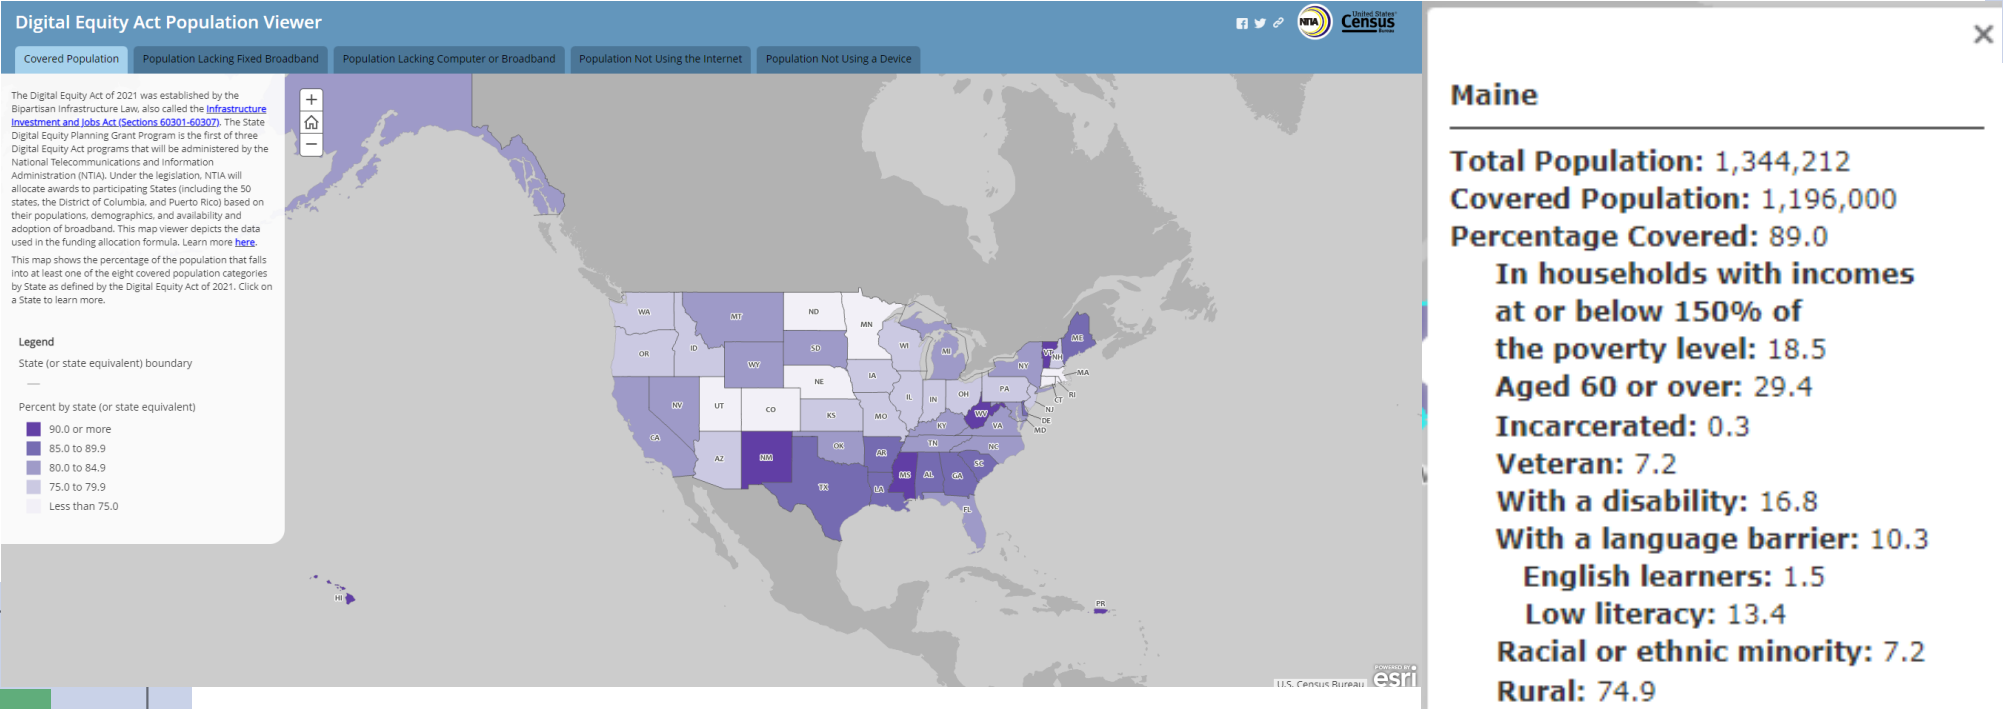 Digital Equity Act Population Viewer
NTIA
United States®
Census
Bureau
Covered Population
Population Lacking Fixed Broadband
Population Lacking Computer or Broadband
Population Not Using the Internet
Population Not Using a Device
The Digital Equity Act of 2021 was established by the
Bipartisan Infrastructure Law, also called the Infrastructure
Investment and Jobs Act (Sections 60301-60307). The State
Digital Equity Planning Grant Program is the first of three
Digital Equity Act programs that will be administered by the
National Telecommunications and Information
Administration (NTIA). Under the legislation, NTIA will
allocate awards to participating States (including the 50
states, the District of Columbia, and Puerto Rico) based on
their populations, demographics, and availability and
adoption of broadband. This map viewer depicts the data
used in the funding allocation formula. Learn more here.
This map shows the percentage of the population that falls
into at least one of the eight covered population categories
by State as defined by the Digital Equity Act of 2021. Click on
a State to learn more.
Legend
State (or state equivalent) boundary
Percent by state (or state equivalent)
90.0 or more
85.0 to 89.9
80.0 to 84.9
75.0 to 79.9
Less than 75.0
+
−
WA
MT
ND
MN
OR
ID
SD
WI
MI
WY
NE
IA
NY
VT
NH
ME
MA
RI
CT
NJ
DE
MD
PA
OH
IN
IL
NV
UT
CO
KS
MO
KY
WV
VA
CA
AZ
NM
OK
AR
TN
NC
SC
TX
LA
MS
AL
GA
FL
HI
PR
POWERED BY
esri
U.S. Census Bureau
×
Maine
Total Population: 1,344,212
Covered Population: 1,196,000
Percentage Covered: 89.0
In households with incomes
at or below 150% of
the poverty level: 18.5
Aged 60 or over: 29.4
Incarcerated: 0.3
Veteran: 7.2
With a disability: 16.8
With a language barrier: 10.3
English learners: 1.5
Low literacy: 13.4
Racial or ethnic minority: 7.2
Rural: 74.9